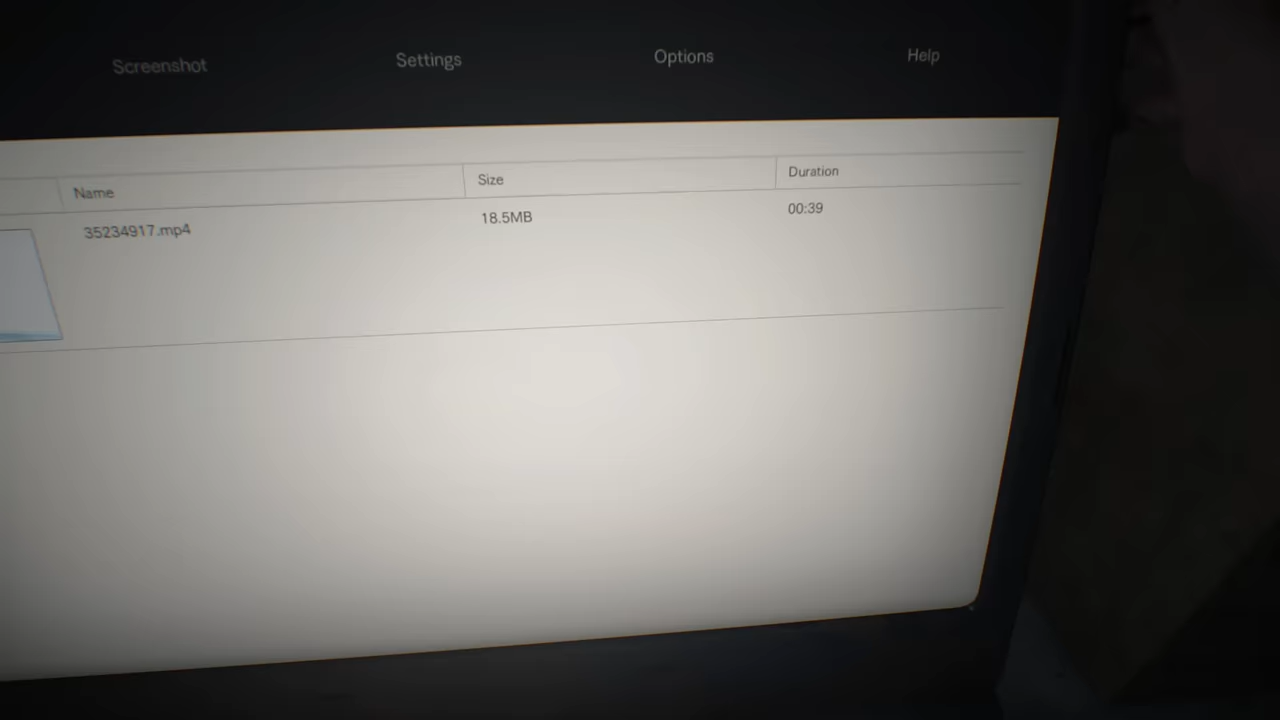 Screenshot Settings Options Help
Name Size Duration
35234917.mp4 18.5MB 00:39